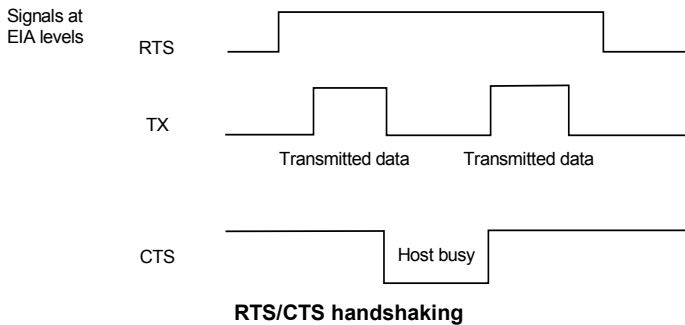 Signals at
EIA levels
RTS
TX
Transmitted data
Transmitted data
CTS
Host busy
RTS/CTS handshaking